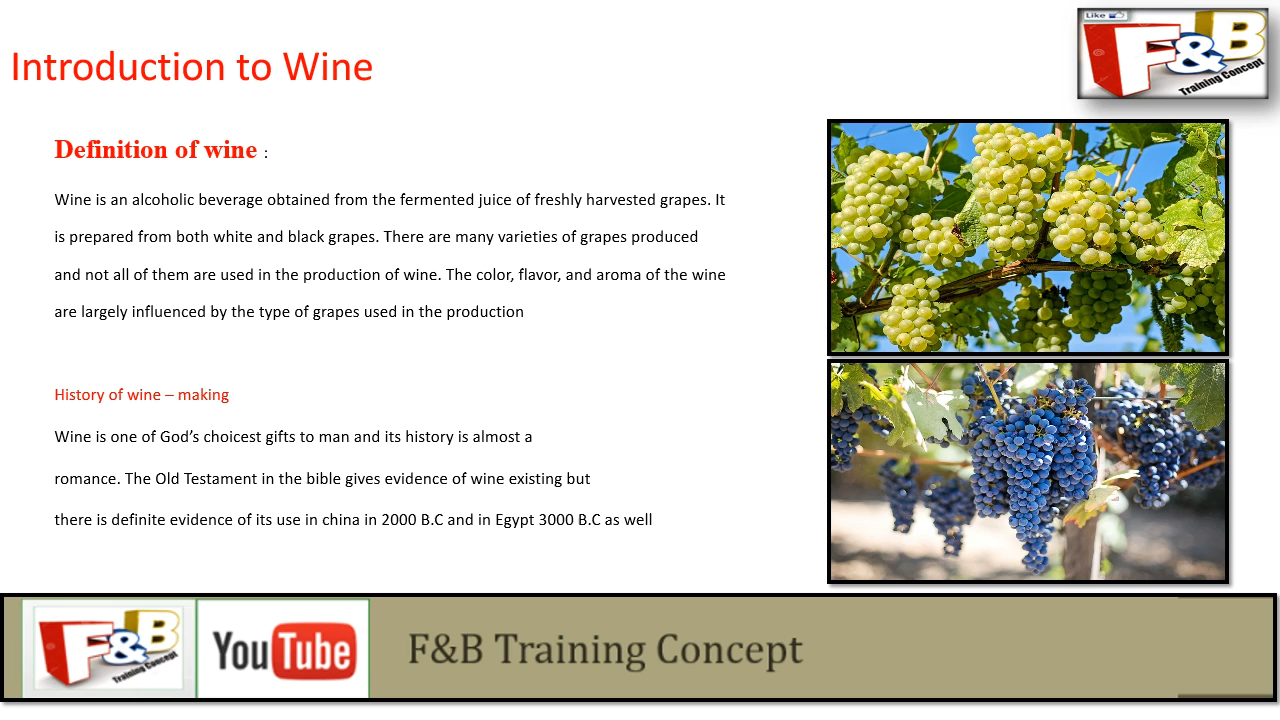 Introduction to Wine
Like
F&B
Training Concept
Definition of wine :
Wine is an alcoholic beverage obtained from the fermented juice of freshly harvested grapes. It
is prepared from both white and black grapes. There are many varieties of grapes produced
and not all of them are used in the production of wine. The color, flavor, and aroma of the wine
are largely influenced by the type of grapes used in the production
History of wine – making
Wine is one of God’s choicest gifts to man and its history is almost a
romance. The Old Testament in the bible gives evidence of wine existing but
there is definite evidence of its use in china in 2000 B.C and in Egypt 3000 B.C as well
F&B
Training Concept
YouTube
F&B Training Concept